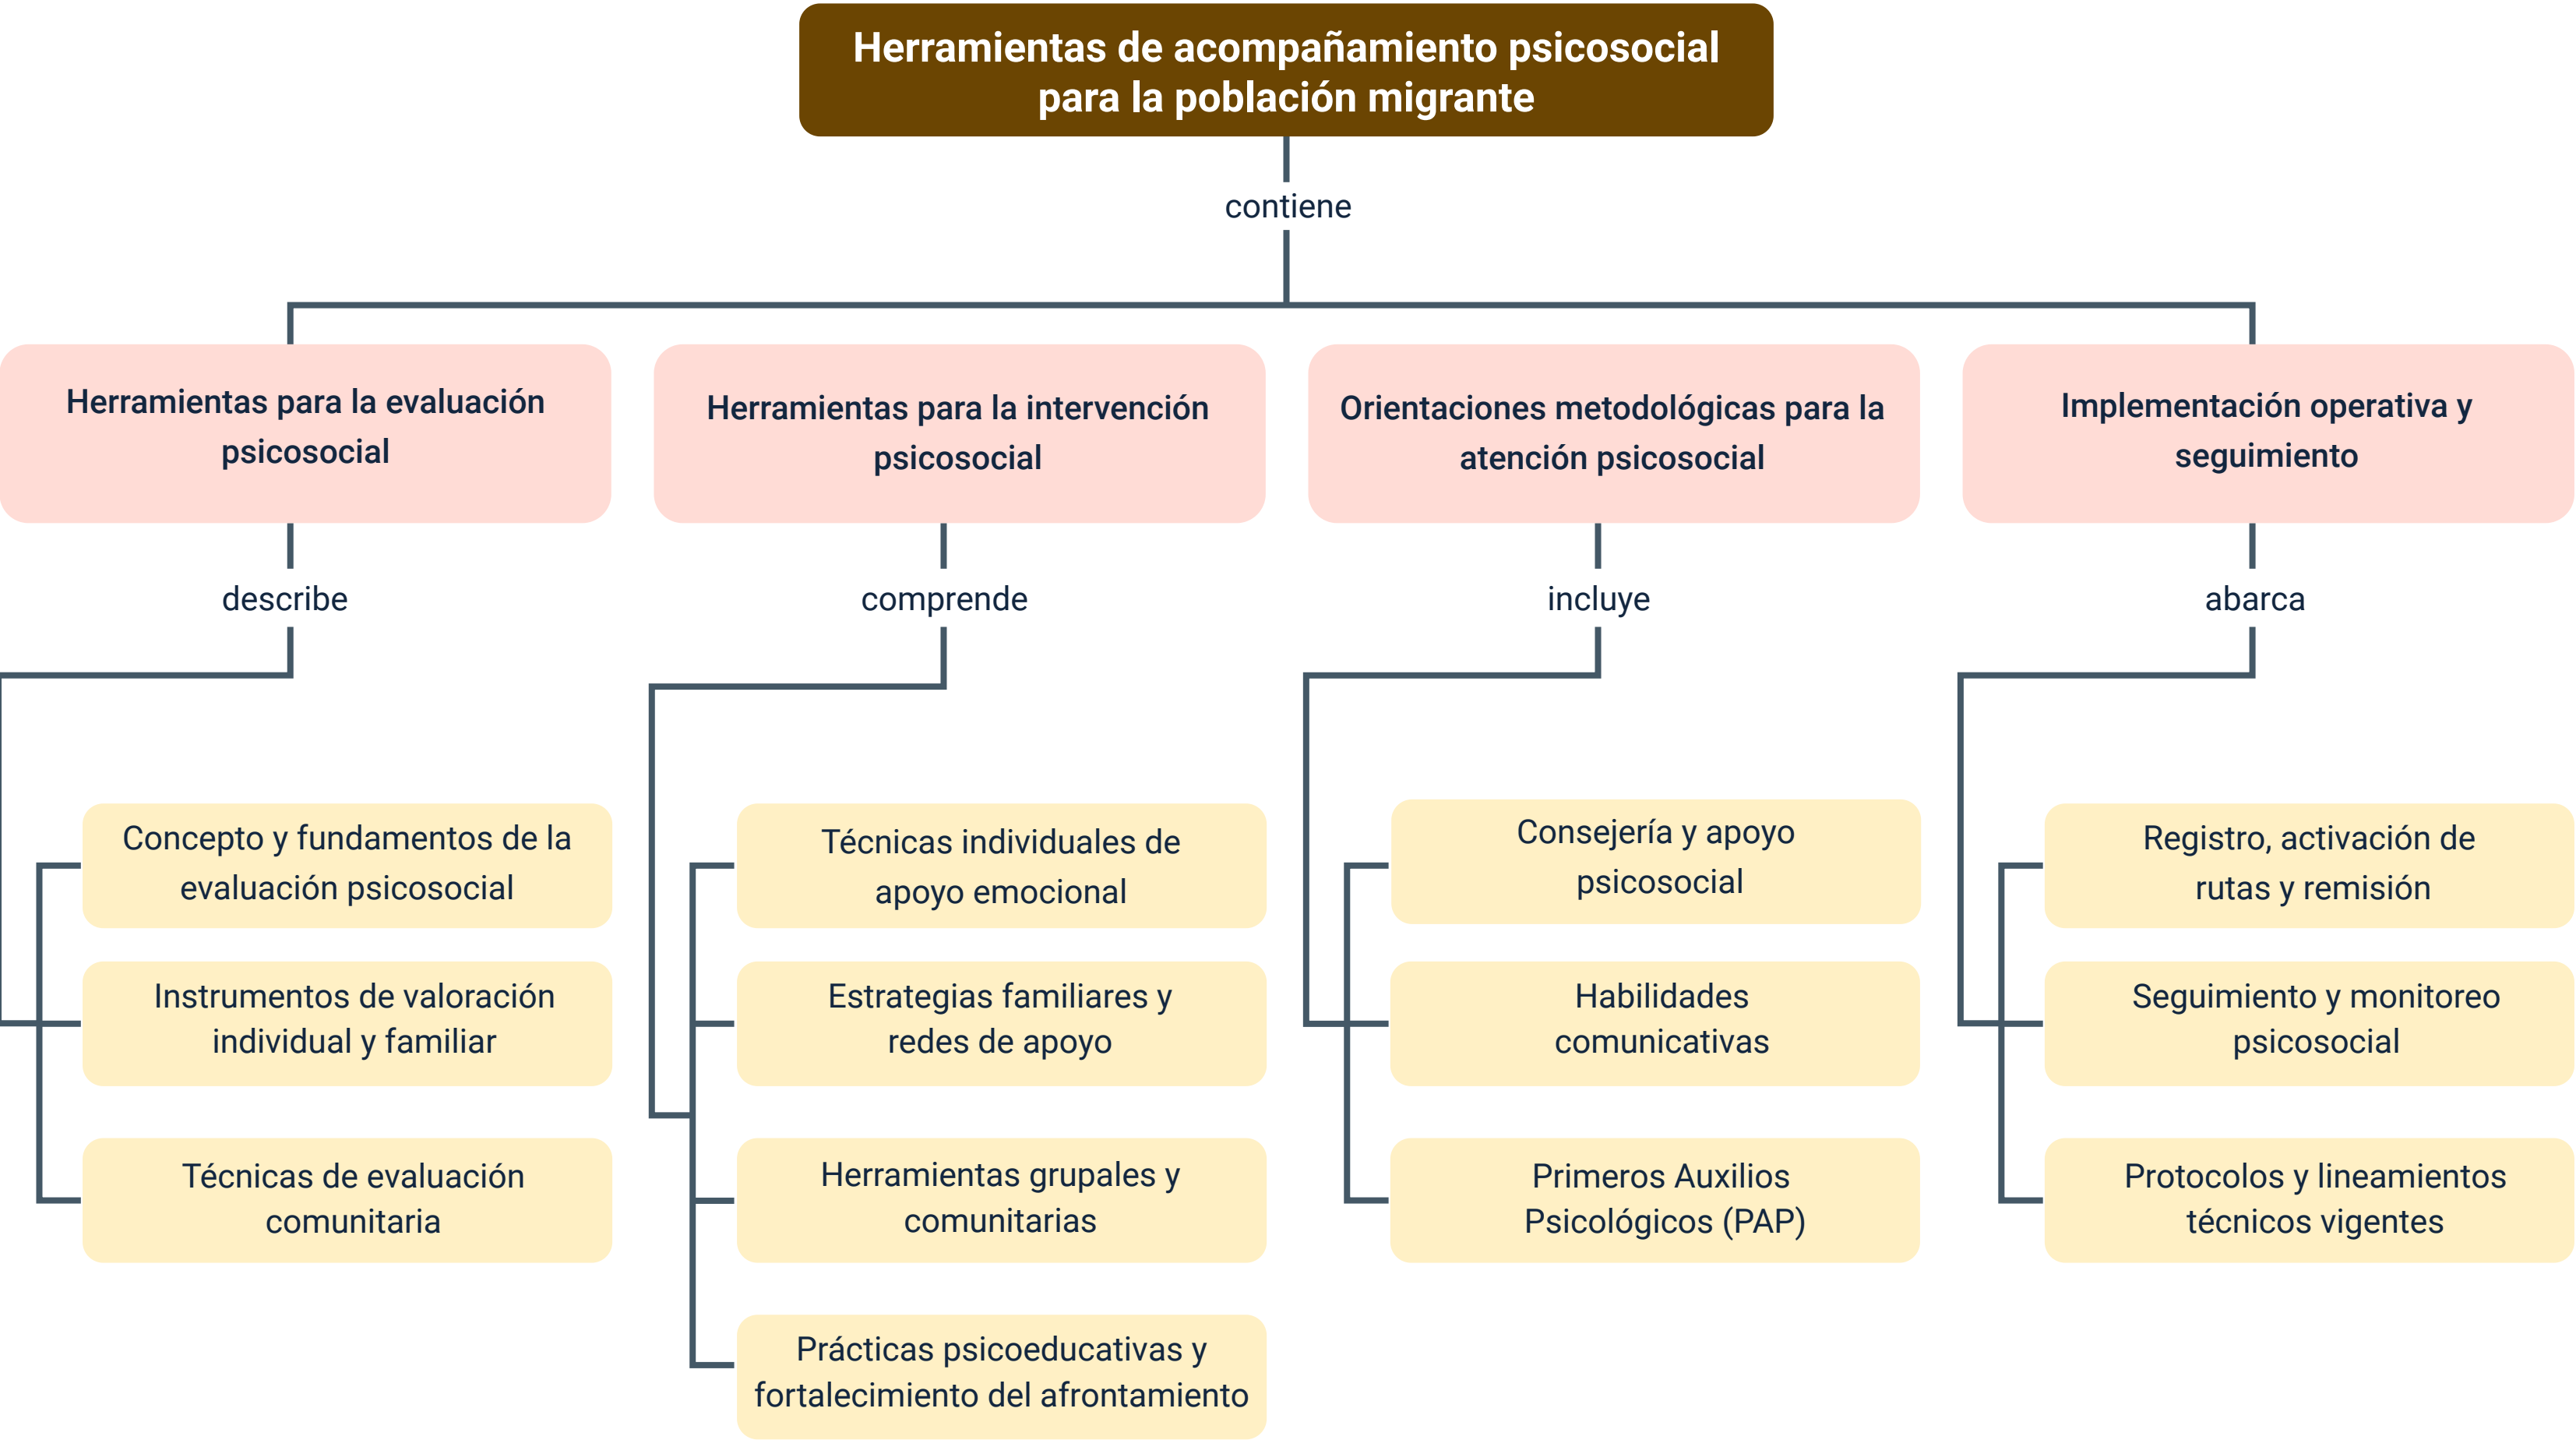 Herramientas de acompañamiento psicosocial
para la población migrante
contiene
Herramientas para la evaluación
psicosocial
Herramientas para la intervención
psicosocial
Orientaciones metodológicas para la
atención psicosocial
Implementación operativa y
seguimiento
describe
comprende
incluye
abarca
Concepto y fundamentos de la
evaluación psicosocial
Instrumentos de valoración
individual y familiar
Técnicas de evaluación
comunitaria
Técnicas individuales de
apoyo emocional
Estrategias familiares y
redes de apoyo
Herramientas grupales y
comunitarias
Prácticas psicoeducativas y
fortalecimiento del afrontamiento
Consejería y apoyo
psicosocial
Habilidades
comunicativas
Primeros Auxilios
Psicológicos (PAP)
Registro, activación de
rutas y remisión
Seguimiento y monitoreo
psicosocial
Protocolos y lineamientos
técnicos vigentes